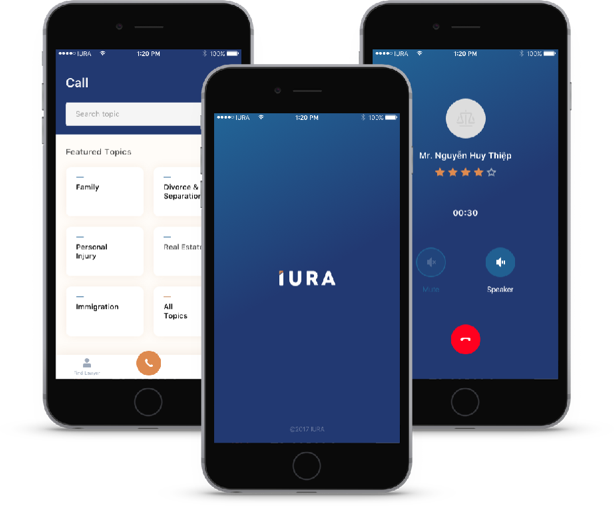 IURA
1:20 PM
100%
Call
Search topic
Featured Topics
Family
Divorce &
Separation
Personal
Injury
Real Estate
Immigration
All
Topics
Find Lawyer
IURA
1:20 PM
100%
IURA
©2017 IURA
IURA
1:20 PM
100%
Mr. Nguyễn Huy Thiệp
00:30
Mute
Speaker